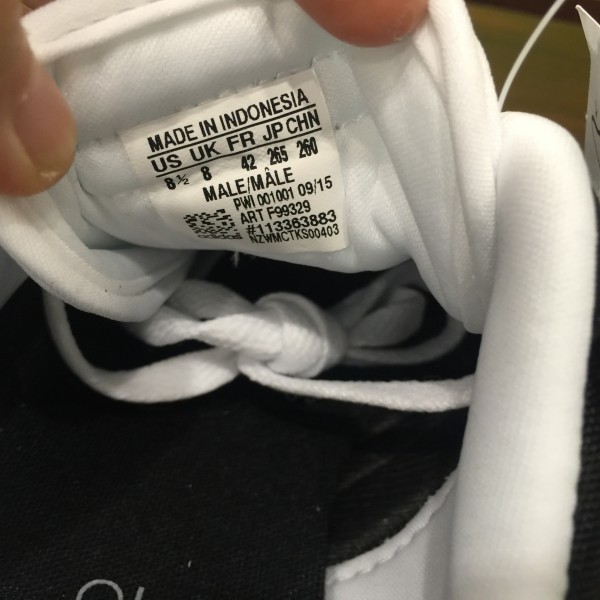 MADE IN INDONESIA
US UK FR JP CHN
8½ 8 42 265 260
MALE/MÂLE
PWI 001001 09/15
ART F99329
#113363883
NZWMCTKS00403